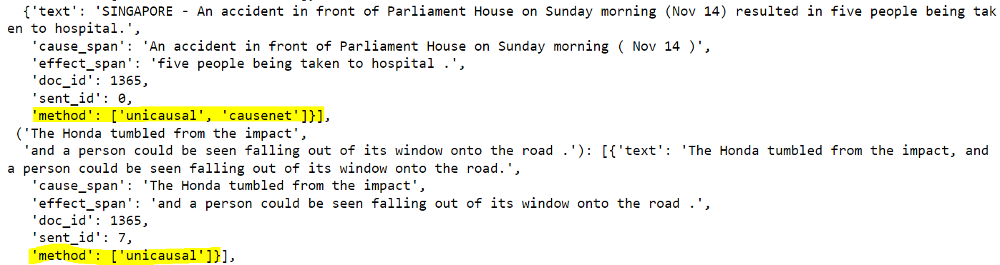 {'text': 'SINGAPORE - An accident in front of Parliament House on Sunday morning (Nov 14) resulted in five people being tak
en to hospital.',
'cause_span': 'An accident in front of Parliament House on Sunday morning ( Nov 14 )',
'effect_span': 'five people being taken to hospital .',
'doc_id': 1365,
'sent_id': 0,
'method': ['unicausal', 'causenet']}],
('The Honda tumbled from the impact',
'and a person could be seen falling out of its window onto the road .'): [{'text': 'The Honda tumbled from the impact, and
a person could be seen falling out of its window onto the road.',
'cause_span': 'The Honda tumbled from the impact',
'effect_span': 'and a person could be seen falling out of its window onto the road .',
'doc_id': 1365,
'sent_id': 7,
'method': ['unicausal']}],